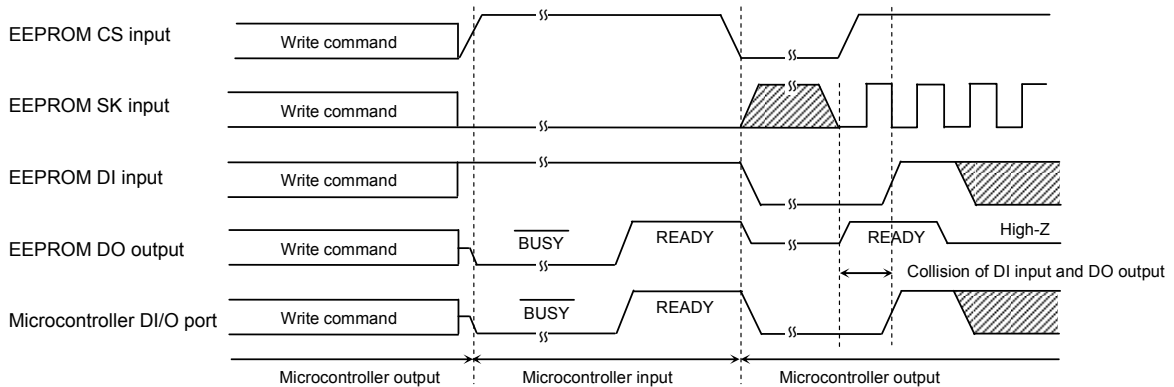 EEPROM CS input
Write command
EEPROM SK input
Write command
EEPROM DI input
Write command
EEPROM DO output
Write command
BUSY
READY
READY
High-Z
Collision of DI input and DO output
Microcontroller DI/O port
Write command
BUSY
READY
Microcontroller output
Microcontroller input
Microcontroller output